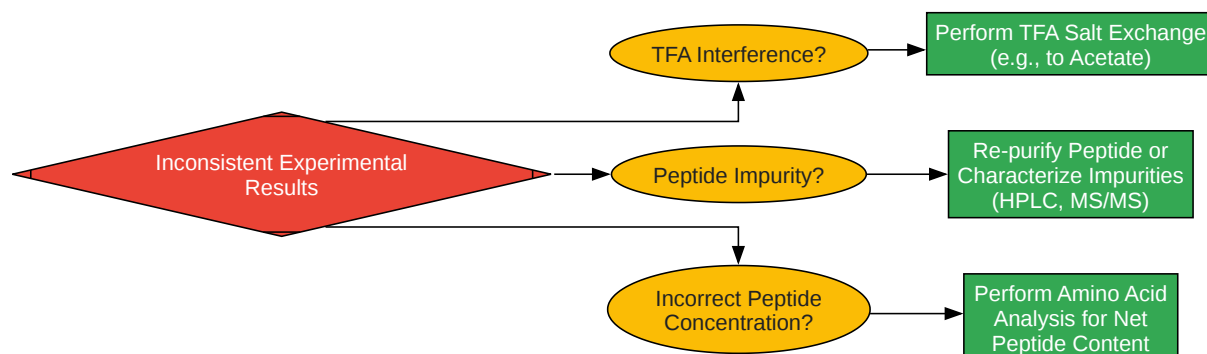 Inconsistent Experimental
Results
TFA Interference?
Perform TFA Salt Exchange
(e.g., to Acetate)
Peptide Impurity?
Re-purify Peptide or
Characterize Impurities
(HPLC, MS/MS)
Incorrect Peptide
Concentration?
Perform Amino Acid
Analysis for Net
Peptide Content